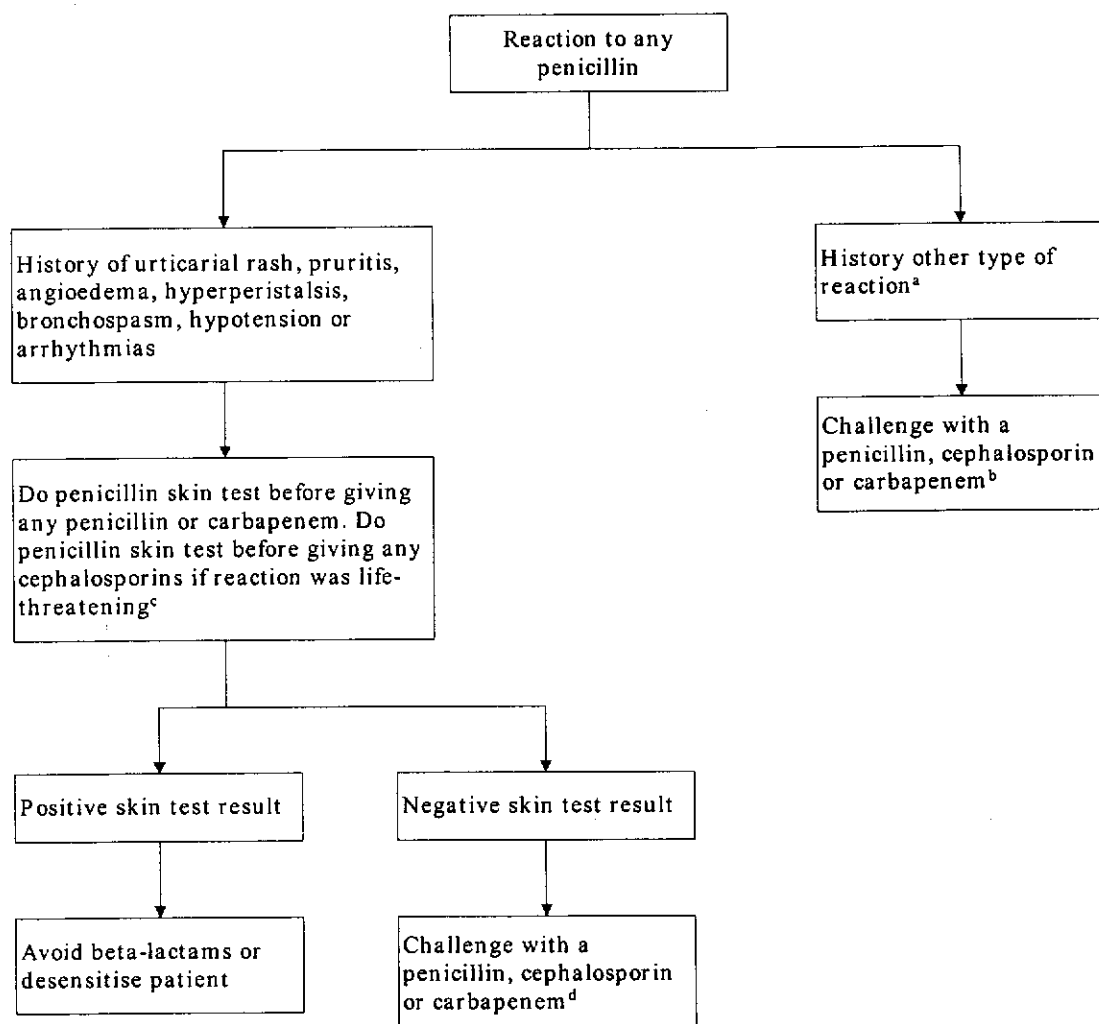 Reaction to any
penicillin
History of urticarial rash, pruritis,
angioedema, hyperperistalsis,
bronchospasm, hypotension or
arrhythmias
History other type of
reactionᵃ
Challenge with a
penicillin, cephalosporin
or carbapenemᵇ
Do penicillin skin test before giving
any penicillin or carbapenem. Do
penicillin skin test before giving any
cephalosporins if reaction was life-
threateningᶜ
Positive skin test result
Negative skin test result
Avoid beta-lactams or
desensitise patient
Challenge with a
penicillin, cephalosporin
or carbapenemᵈ